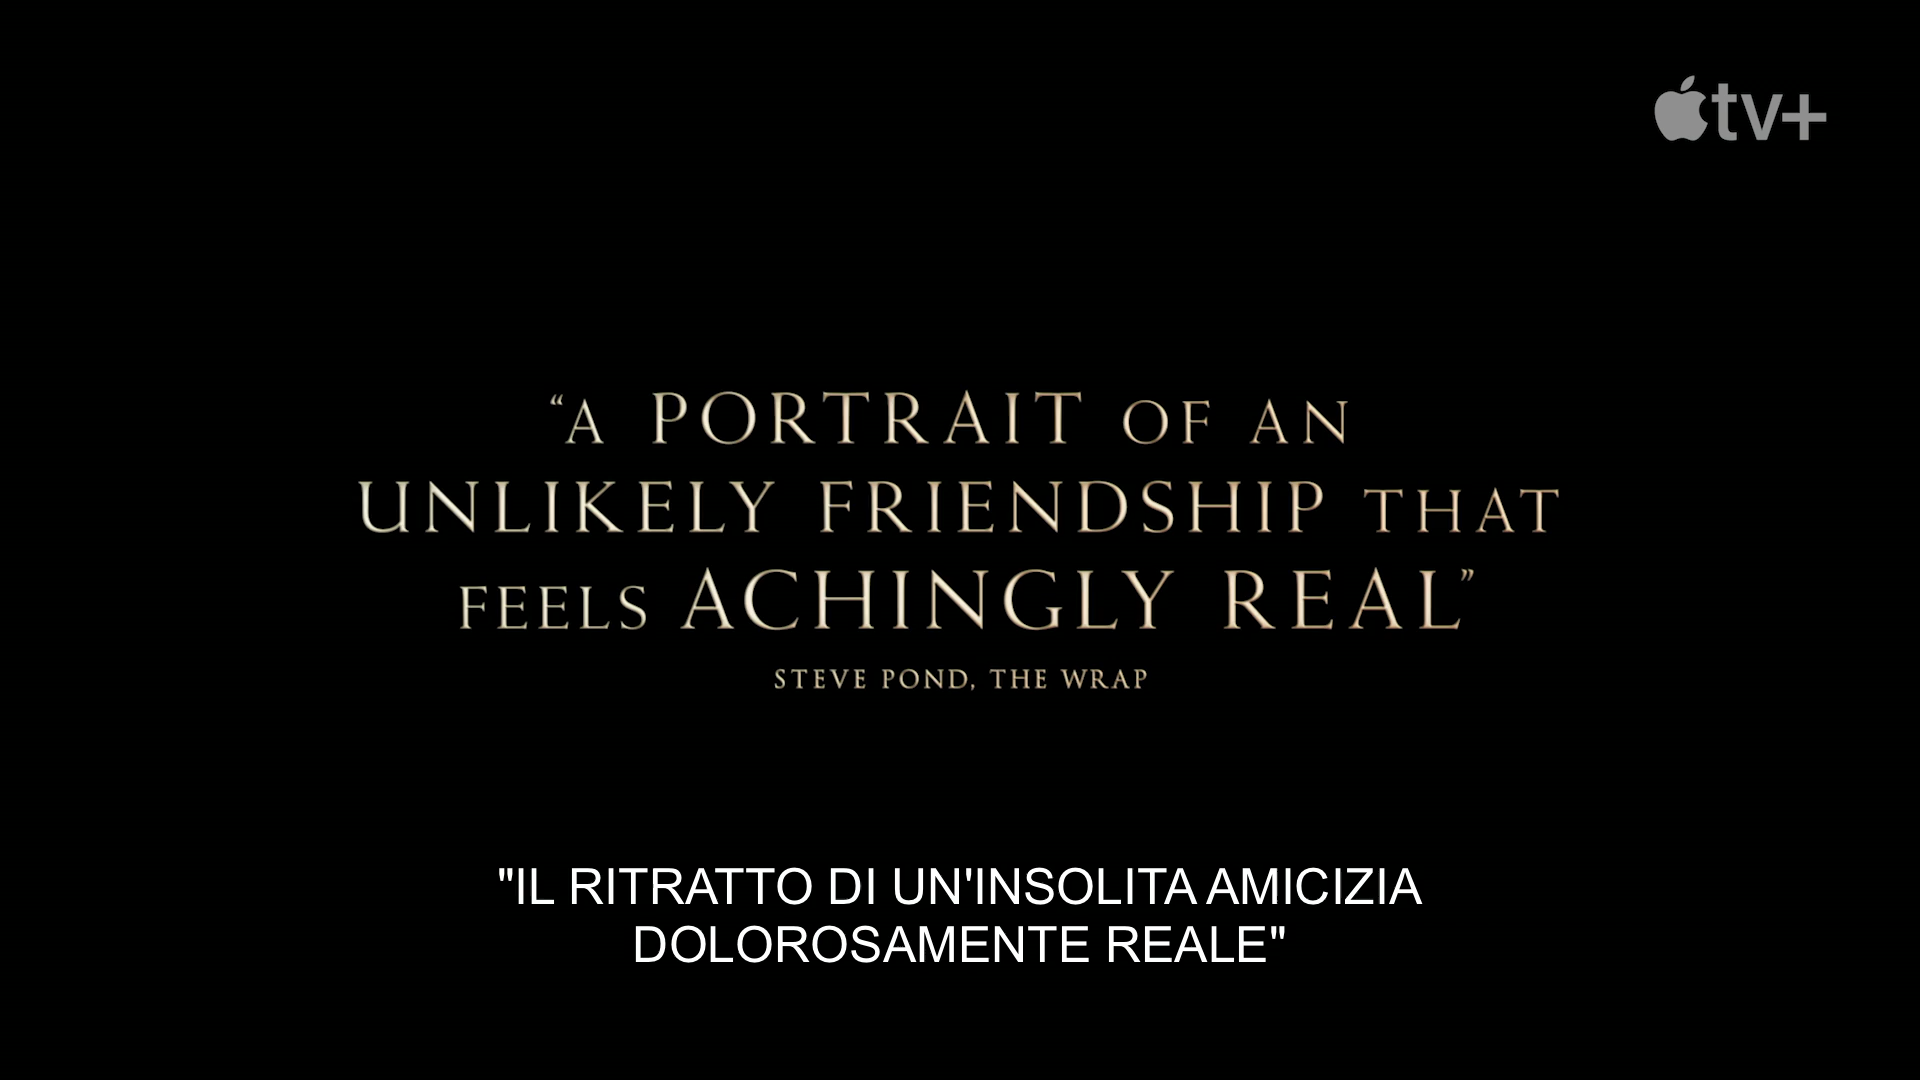 tv+
“A PORTRAIT OF AN
UNLIKELY FRIENDSHIP THAT
FEELS ACHINGLY REAL”
STEVE POND, THE WRAP
"IL RITRATTO DI UN'INSOLITA AMICIZIA
DOLOROSAMENTE REALE"